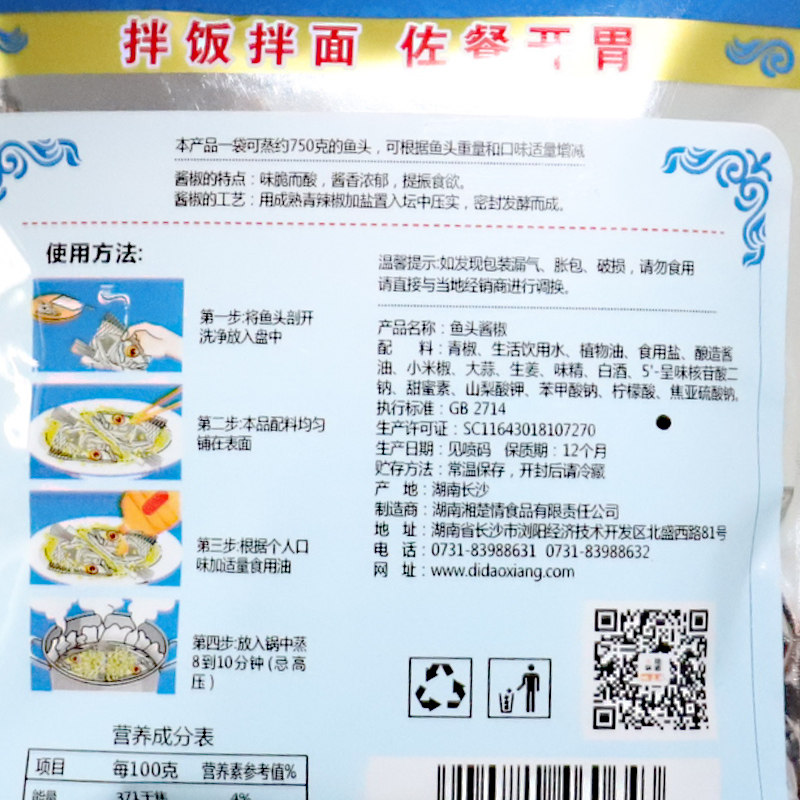 拌饭拌面 佐餐开胃
本产品一袋可蒸约750克的鱼头，可根据鱼头重量和口味适量增减
酱椒的特点：味脆而酸，酱香浓郁，提振食欲。
酱椒的工艺：用成熟青辣椒加盐置入坛中压实，密封发酵而成。
使用方法:
第一步:将鱼头剖开
洗净放入盘中
第二步:本品配料均匀
铺在表面
第三步:根据个人口
味加适量食用油
第四步:放入锅中蒸
8到10分钟(总高
压)
温馨提示:如发现包装漏气、胀包、破损，请勿食用
请直接与当地经销商进行调换。
产品名称：鱼头酱椒
配 料：青椒、生活饮用水、植物油、食用盐、酿造酱
油、小米椒、大蒜、生姜、味精、白酒、5'-呈味核苷酸二
钠、甜蜜素、山梨酸钾、苯甲酸钠、柠檬酸、焦亚硫酸钠,
执行标准：GB 2714
生产许可证：SC11643018107270
生产日期：见喷码 保质期：12个月
贮存方法：常温保存，开封后请冷藏
产 地：湖南长沙
制造商：湖南湘楚情食品有限责任公司
地 址：湖南省长沙市浏阳经济技术开发区北盛西路81号
电 话：0731-83988631 0731-83988632
网 址：www.didaoxiang.com
营养成分表
项目 每100克 营养素参考值%
能量 371千焦 4%